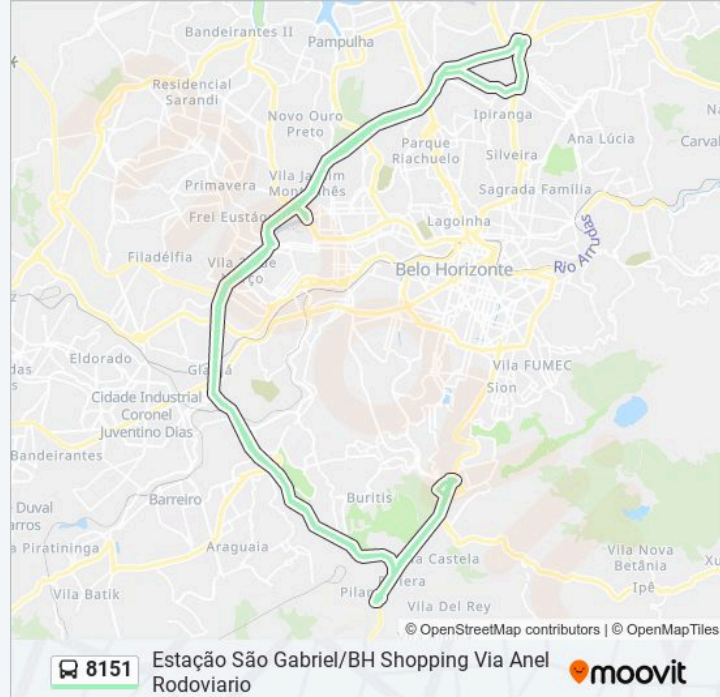 Bandeirantes II
Pampulha
Residencial
Sarandi
Novo Ouro
Preto
Ipiranga
Parque
Riachuelo
Ana Lúcia
Silveira
Primavera
Sagrada Família
Frei
Lagoinha
Filadélfia
Belo Horizonte
Rio Arrudas
Eldorado
Vila FUMEC
Sion
Cidade Industrial
Coronel
Juventino Dias
Bandeirantes
Duval
Barreiro
Buritis
Piratininga
Araguaia
Castela
Vila Nova
Betânia
Ipê
Vila Batik
Vila Del Rey
© OpenStreetMap contributors | © OpenMapTiles
8151
Estação São Gabriel/BH Shopping Via Anel
Rodoviario
moovit